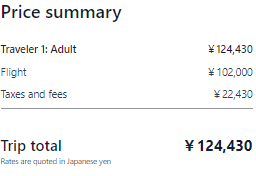 Price summary
Traveler 1: Adult ¥124,430
Flight ¥102,000
Taxes and fees ¥22,430
Trip total ¥124,430
Rates are quoted in Japanese yen